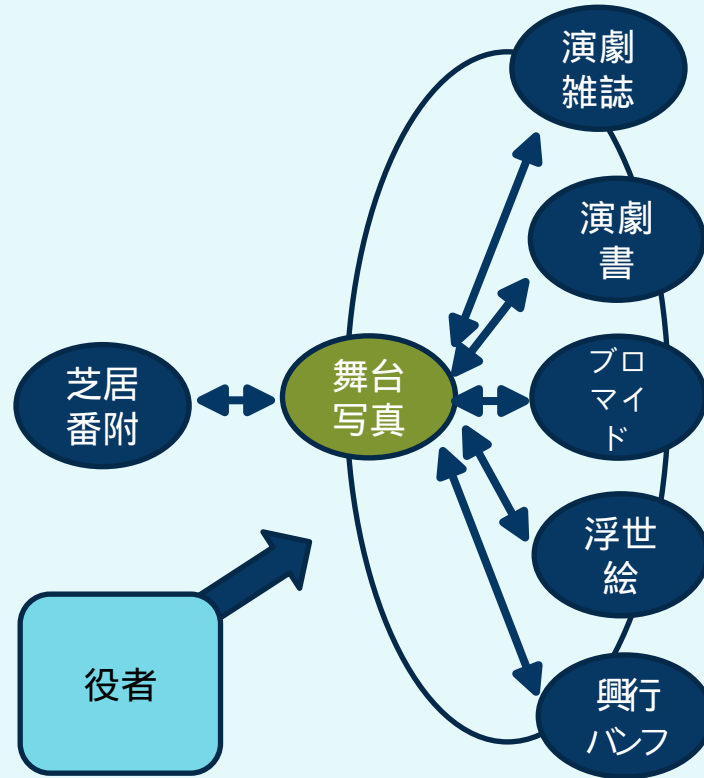 演劇
雑誌
演劇
書
芝居
番附
舞台
写真
ブロ
マイ
ド
浮世
絵
役者
興行
パンフ